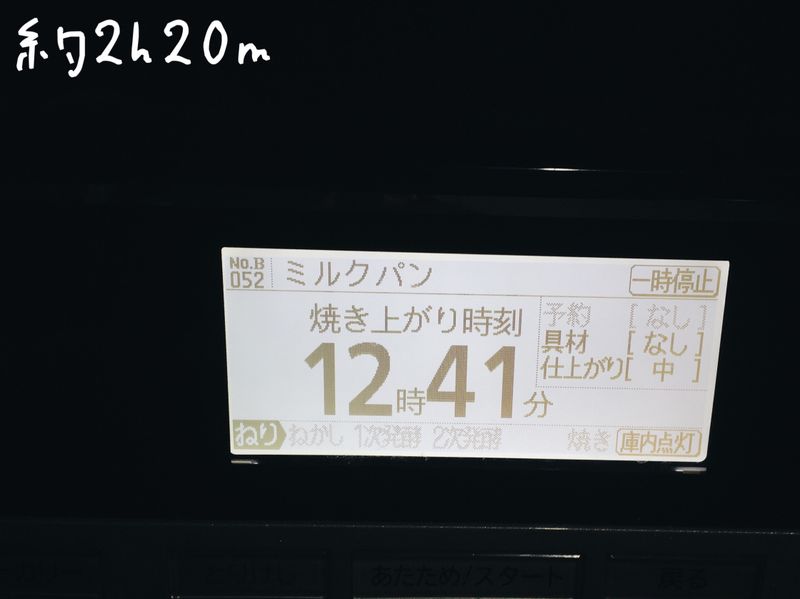 約2h20m
No.B
052
ミルクパン
一時停止
焼き上がり時刻
12時41分
予約 [なし]
具材 [なし]
仕上がり[ 中 ]
ねり ねかし 1次発酵 2次発酵 焼き 庫内点灯
あたため/スタート
戻る